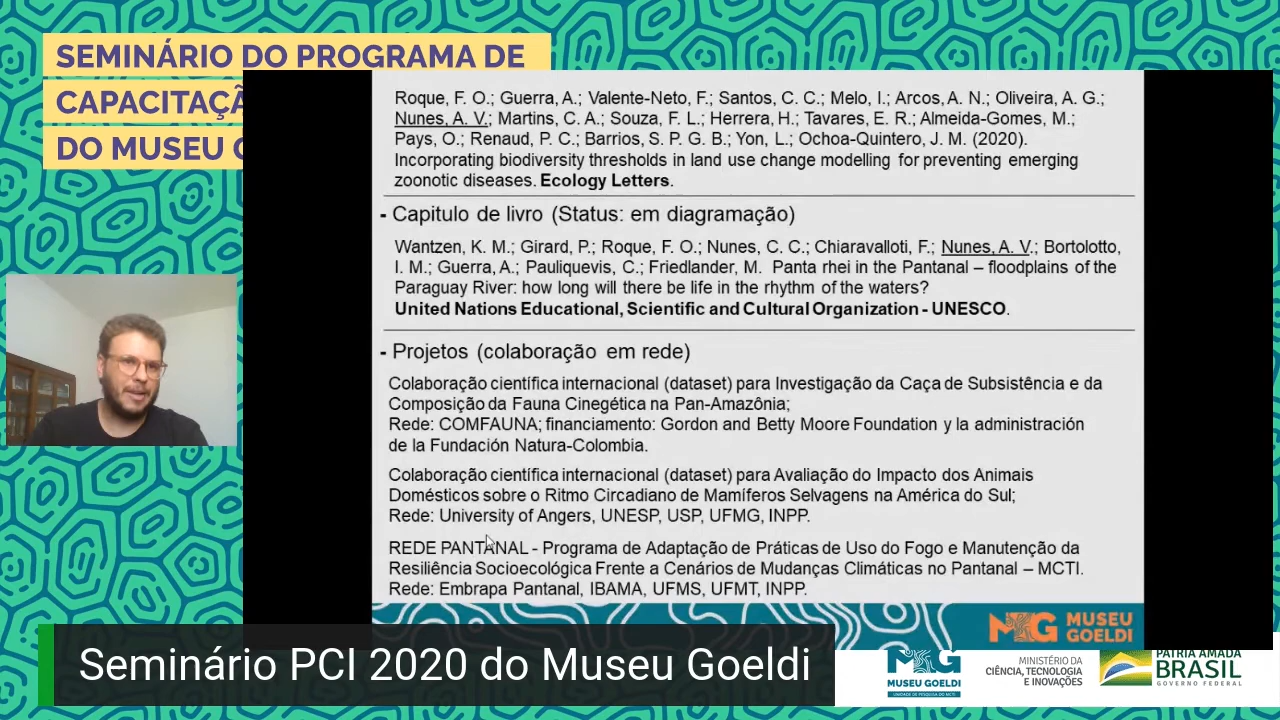 SEMINÁRIO DO PROGRAMA DE
CAPACITAÇÃ
DO MUSEU
Roque, F. O.; Guerra, A.; Valente-Neto, F.; Santos, C. C.; Melo, I.; Arcos, A. N.; Oliveira, A. G.;
Nunes, A. V.; Martins, C. A.; Souza, F. L.; Herrera, H.; Tavares, E. R.; Almeida-Gomes, M.;
Pays, O.; Renaud, P. C.; Barrios, S. P. G. B.; Yon, L.; Ochoa-Quintero, J. M. (2020).
Incorporating biodiversity thresholds in land use change modelling for preventing emerging
zoonotic diseases. Ecology Letters.
- Capitulo de livro (Status: em diagramação)
Wantzen, K. M.; Girard, P.; Roque, F. O.; Nunes, C. C.; Chiaravalloti, F.; Nunes, A. V.; Bortolotto,
I. M.; Guerra, A.; Pauliquevis, C.; Friedlander, M. Panta rhei in the Pantanal – floodplains of the
Paraguay River: how long will there be life in the rhythm of the waters?
United Nations Educational, Scientific and Cultural Organization - UNESCO.
- Projetos (colaboração em rede)
Colaboração científica internacional (dataset) para Investigação da Caça de Subsistência e da
Composição da Fauna Cinegética na Pan-Amazônia;
Rede: COMFAUNA; financiamento: Gordon and Betty Moore Foundation y la administración
de la Fundación Natura-Colombia.
Colaboração científica internacional (dataset) para Avaliação do Impacto dos Animais
Domésticos sobre o Ritmo Circadiano de Mamíferos Selvagens na América do Sul;
Rede: University of Angers, UNESP, USP, UFMG, INPP.
REDE PANTANAL - Programa de Adaptação de Práticas de Uso do Fogo e Manutenção da
Resiliência Socioecológica Frente a Cenários de Mudanças Climáticas no Pantanal – MCTI.
Rede: Embrapa Pantanal, IBAMA, UFMS, UFMT, INPP.
MUSEU
GOELDI
Seminário PCI 2020 do Museu Goeldi
MUSEU GOELDI
UNIDADE DE PESQUISA DO MCTI
MINISTÉRIO DA
CIÊNCIA, TECNOLOGIA
E INOVAÇÕES
PÁTRIA AMADA
BRASIL
GOVERNO FEDERAL